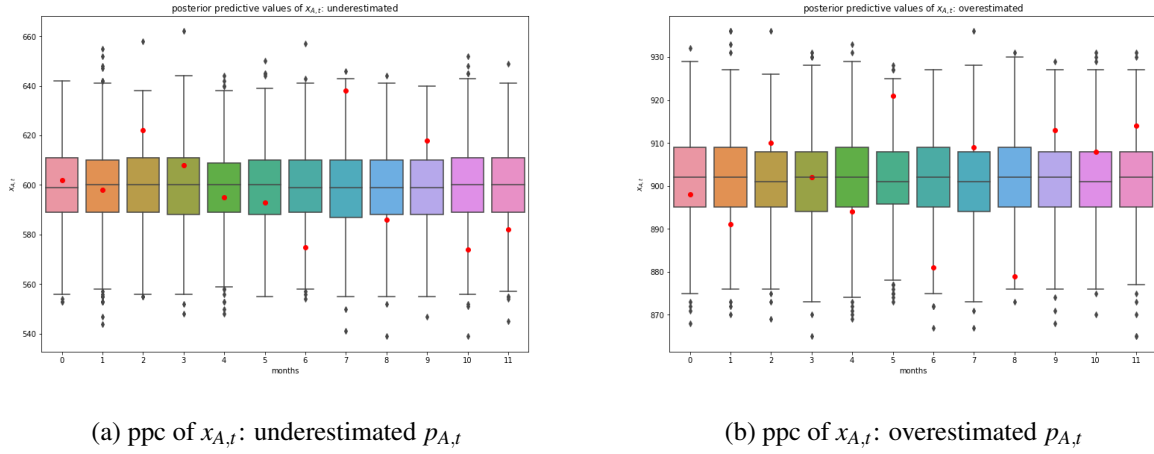 posterior predictive values of x_{A,t}: underestimated
660
640
620
600
580
560
540
x_{A,t}
0 1 2 3 4 5 6 7 8 9 10 11
months
posterior predictive values of x_{A,t}: overestimated
930
920
910
900
890
880
870
x_{A,t}
0 1 2 3 4 5 6 7 8 9 10 11
months
(a) ppc of x_{A,t}: underestimated p_{A,t}
(b) ppc of x_{A,t}: overestimated p_{A,t}